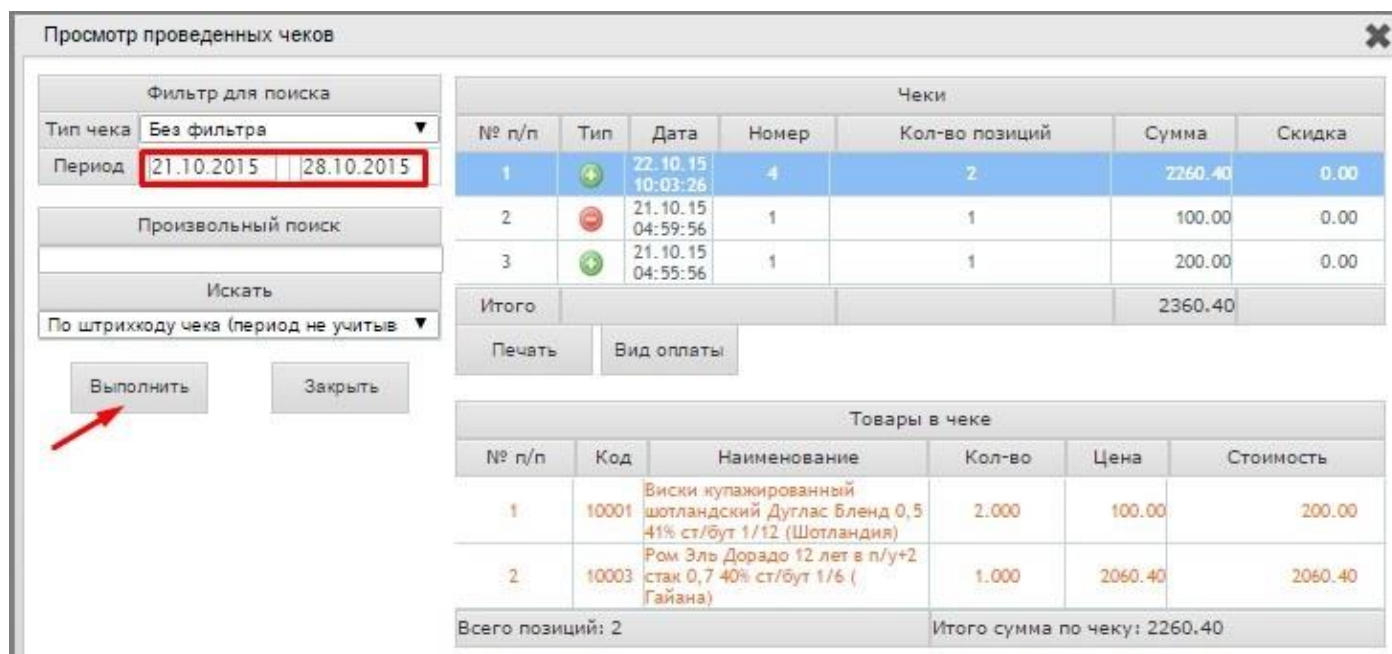 Просмотр проведенных чеков
Фильтр для поиска
Тип чека Без фильтра
Период 21.10.2015 28.10.2015
Произвольный поиск
Искать
По штрихкоду чека (период не учитыв
Выполнить Закрыть
Чеки
№ п/п Тип Дата Номер Кол-во позиций Сумма Скидка
1 22.10.15 10:03:26 4 2 2260.40 0.00
2 21.10.15 04:59:56 1 1 100.00 0.00
3 21.10.15 04:55:56 1 1 200.00 0.00
Итого 2360.40
Печать Вид оплаты
Товары в чеке
№ п/п Код Наименование Кол-во Цена Стоимость
Виски купажированный
1 10001 шотландский Дуглас Бленд 0,5 2.000 100.00 200.00
41% ст/бут 1/12 (Шотландия)
Ром Эль Дорадо 12 лет в п/у+2
2 10003 стак 0,7 40% ст/бут 1/6 ( 1.000 2060.40 2060.40
Гайана)
Всего позиций: 2 Итого сумма по чеку: 2260.40